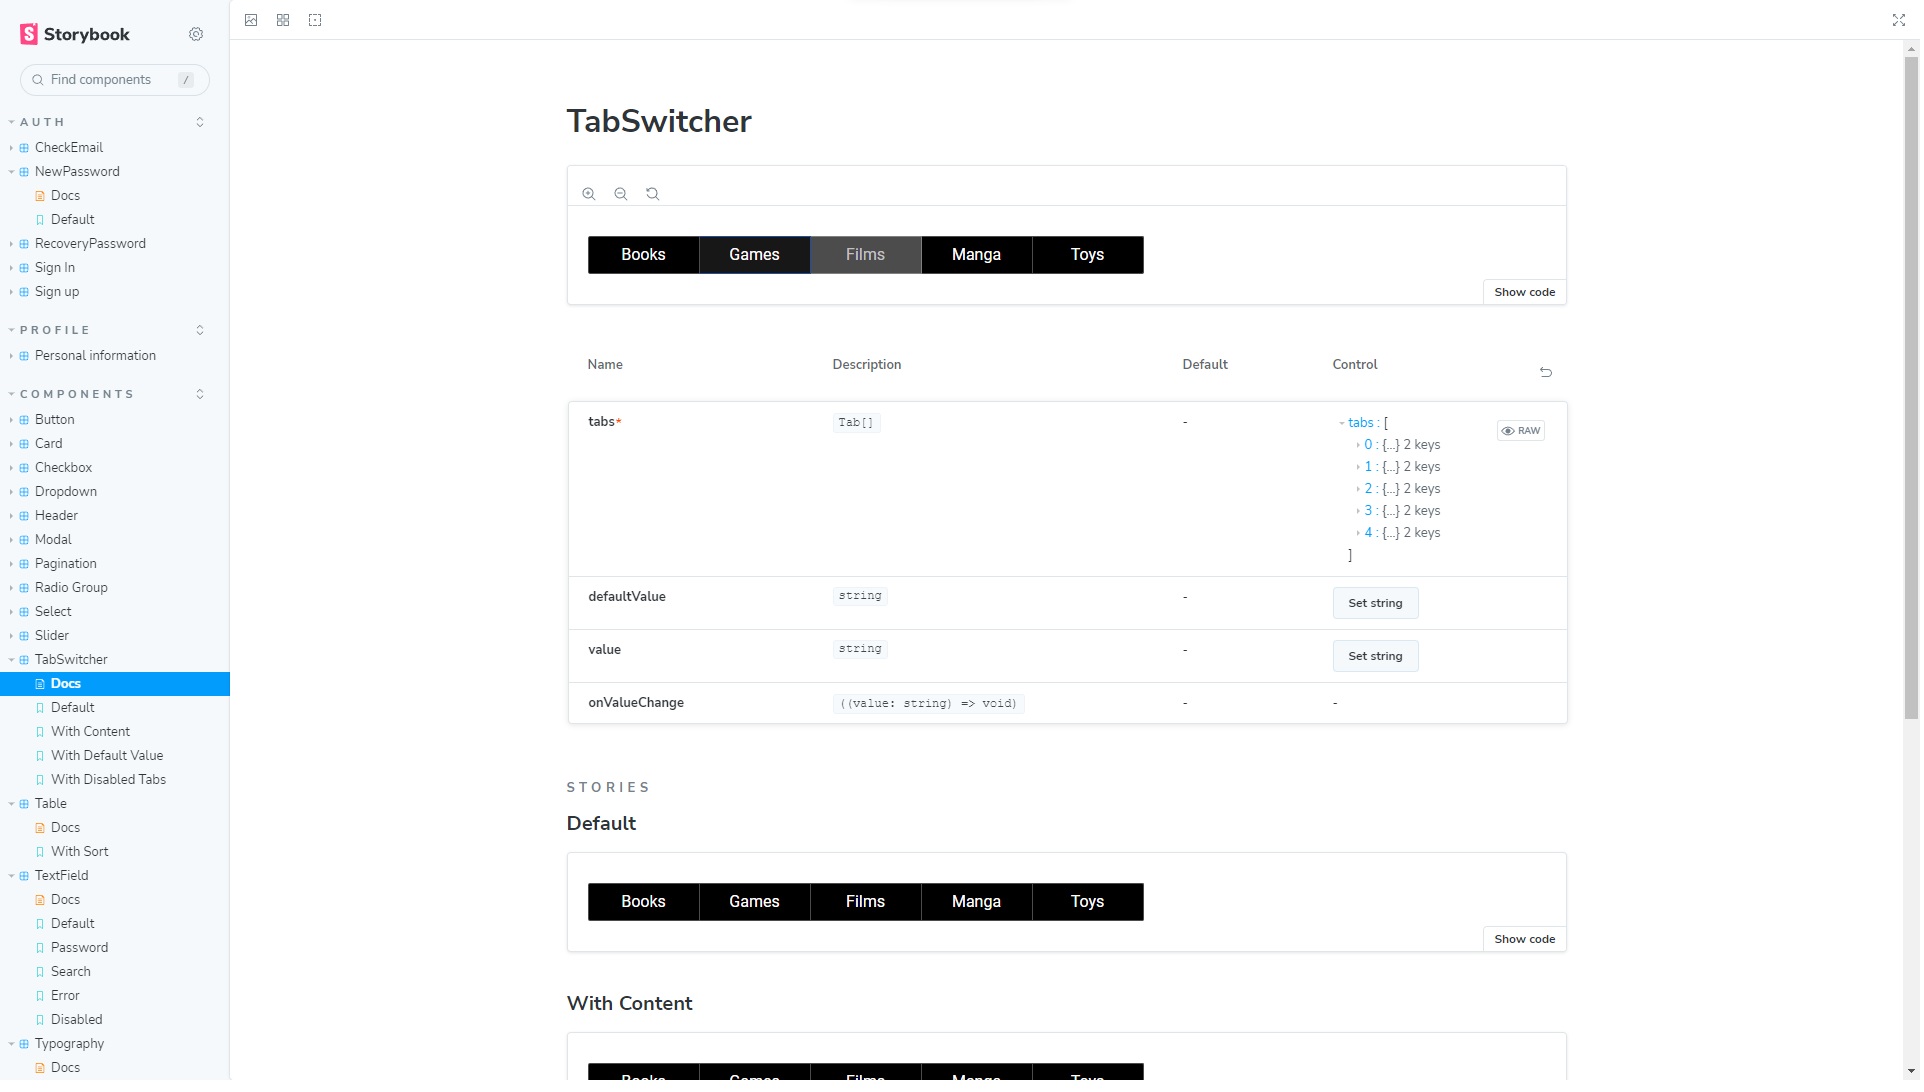 Storybook
Find components
/
AUTH
CheckEmail
NewPassword
Docs
Default
RecoveryPassword
Sign In
Sign up
PROFILE
Personal information
COMPONENTS
Button
Card
Checkbox
Dropdown
Header
Modal
Pagination
Radio Group
Select
Slider
TabSwitcher
Docs
Default
With Content
With Default Value
With Disabled Tabs
Table
Docs
With Sort
TextField
Docs
Default
Password
Search
Error
Disabled
Typography
Docs
TabSwitcher
Books Games Films Manga Toys
Show code
Name Description Default Control
tabs* Tab[] - tabs : [ RAW
0 : {...} 2 keys
1 : {...} 2 keys
2 : {...} 2 keys
3 : {...} 2 keys
4 : {...} 2 keys
]
defaultValue string - Set string
value string - Set string
onValueChange ((value: string) => void) - -
STORIES
Default
Books Games Films Manga Toys
Show code
With Content
Books Games Films Manga Toys